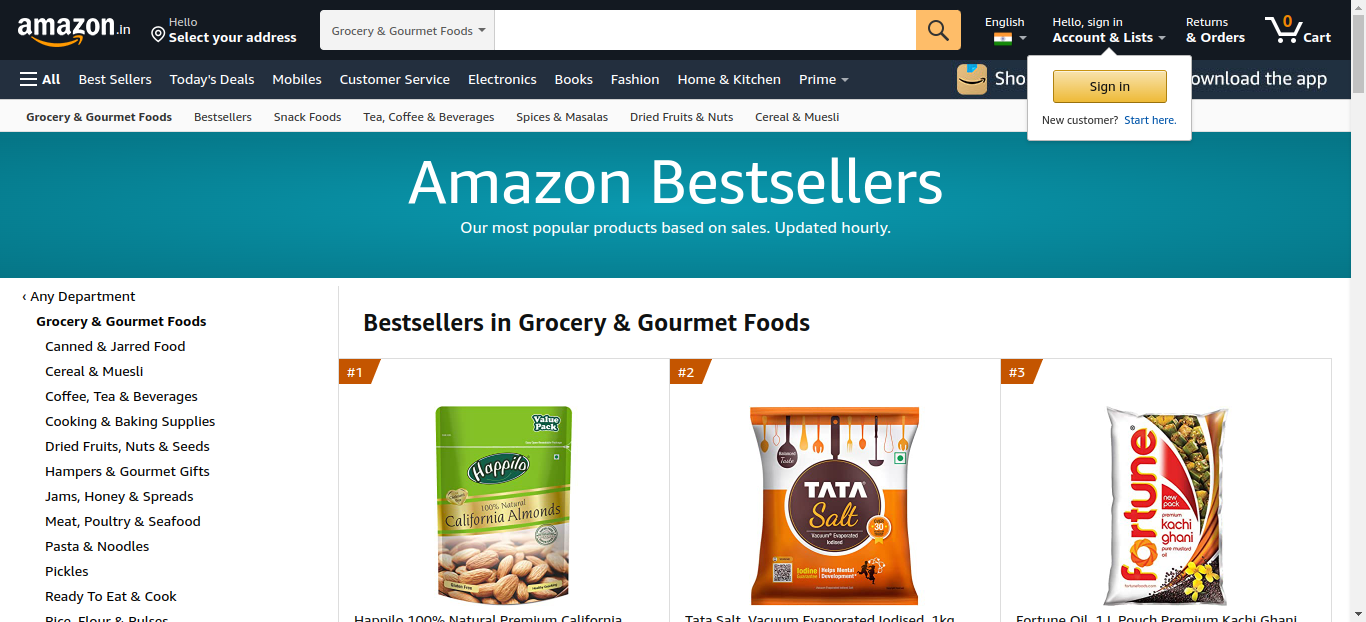 amazon.in
Hello
Select your address
Grocery & Gourmet Foods
English
Hello, sign in
Account & Lists
Returns
& Orders
0
Cart
All
Best Sellers
Today's Deals
Mobiles
Customer Service
Electronics
Books
Fashion
Home & Kitchen
Prime
Sho
ownload the app
Sign in
New customer? Start here.
Grocery & Gourmet Foods
Bestsellers
Snack Foods
Tea, Coffee & Beverages
Spices & Masalas
Dried Fruits & Nuts
Cereal & Muesli
Amazon Bestsellers
Our most popular products based on sales. Updated hourly.
‹ Any Department
Grocery & Gourmet Foods
Canned & Jarred Food
Cereal & Muesli
Coffee, Tea & Beverages
Cooking & Baking Supplies
Dried Fruits, Nuts & Seeds
Hampers & Gourmet Gifts
Jams, Honey & Spreads
Meat, Poultry & Seafood
Pasta & Noodles
Pickles
Ready To Eat & Cook
Rice, Flour & Pulses
Bestsellers in Grocery & Gourmet Foods
#1
Value
Pack
Happilo
100% Natural
California Almonds
Gluten Free
Happilo 100% Natural Premium California
#2
Balanced
Taste
TATA
Salt
Vacuum Evaporated
Iodised
OVER
30
Iodine
Helps Mental
Development
Tata Salt, Vacuum Evaporated Iodised, 1kg
#3
fortune
new
pack
premium
kachi
ghani
pure mustard
oil
Fortune Oil, 1 L Pouch Premium Kachi Ghani